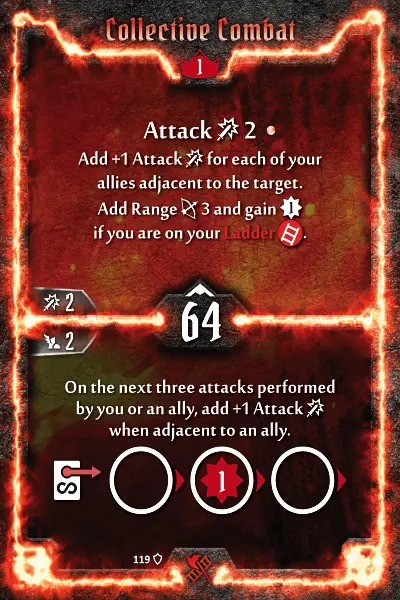 Collective Combat
1
Attack 2
Add +1 Attack for each of your
allies adjacent to the target.
Add Range 3 and gain 1
if you are on your Ladder .
2
64
2
On the next three attacks performed
by you or an ally, add +1 Attack
when adjacent to an ally.
S
1
119